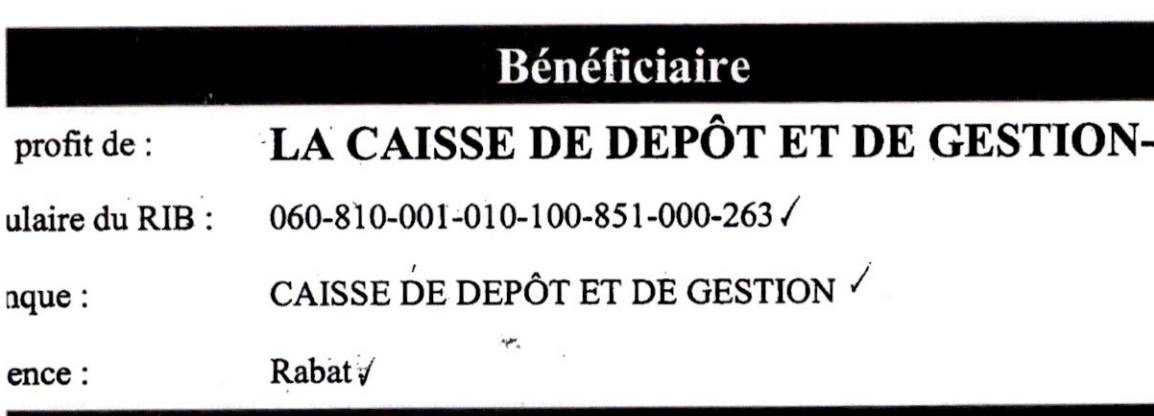 Bénéficiaire
profit de : LA CAISSE DE DEPÔT ET DE GESTION-
ulaire du RIB : 060-810-001-010-100-851-000-263
nque : CAISSE DE DEPÔT ET DE GESTION
ence : Rabat